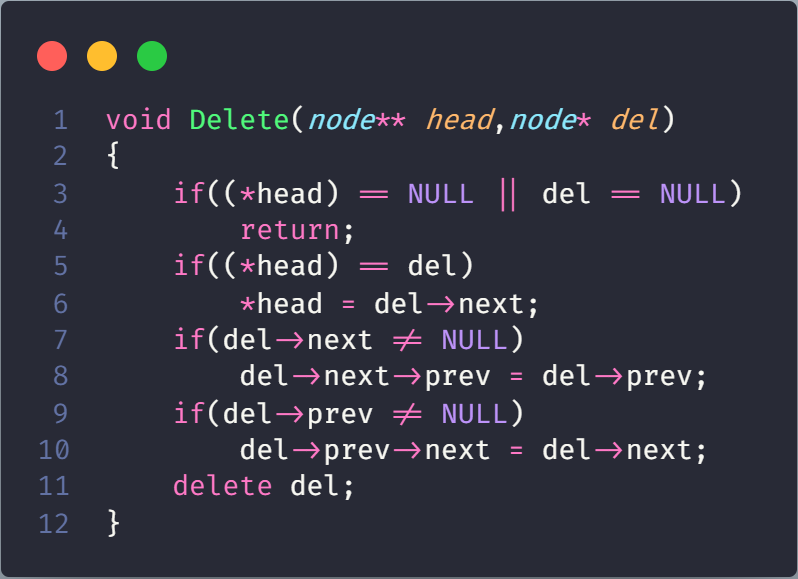 1 void Delete(node** head,node* del)
2 {
3     if((*head) == NULL || del == NULL)
4         return;
5     if((*head) == del)
6         *head = del->next;
7     if(del->next != NULL)
8         del->next->prev = del->prev;
9     if(del->prev != NULL)
10         del->prev->next = del->next;
11     delete del;
12 }